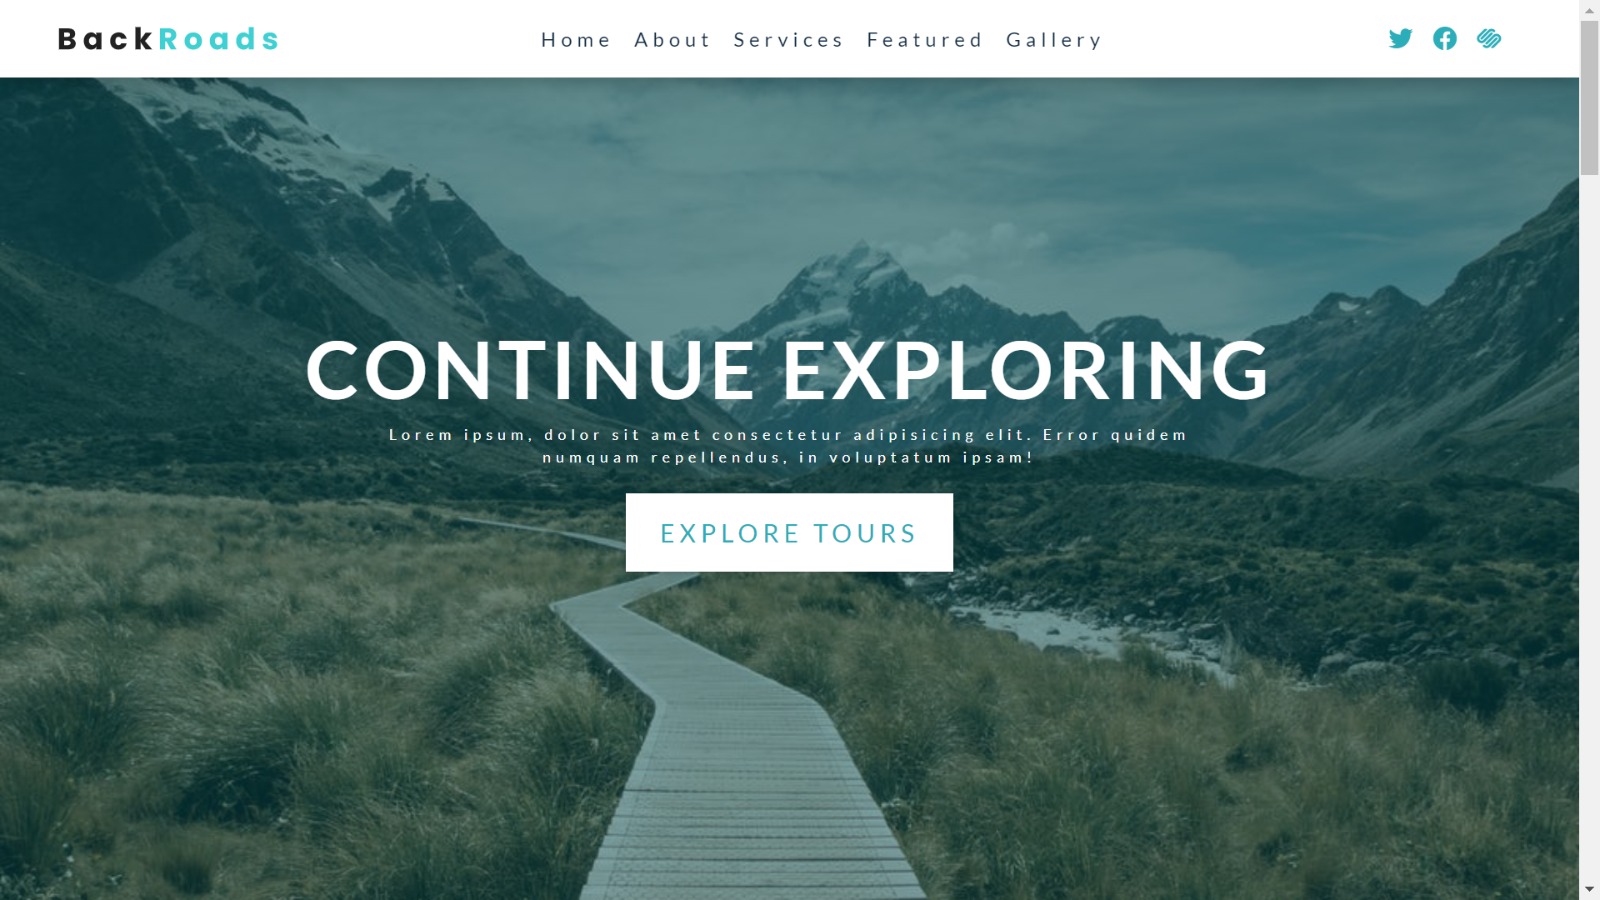 BackRoads
Home About Services Featured Gallery
CONTINUE EXPLORING
Lorem ipsum, dolor sit amet consectetur adipisicing elit. Error quidem
numquam repellendus, in voluptatum ipsam!
EXPLORE TOURS